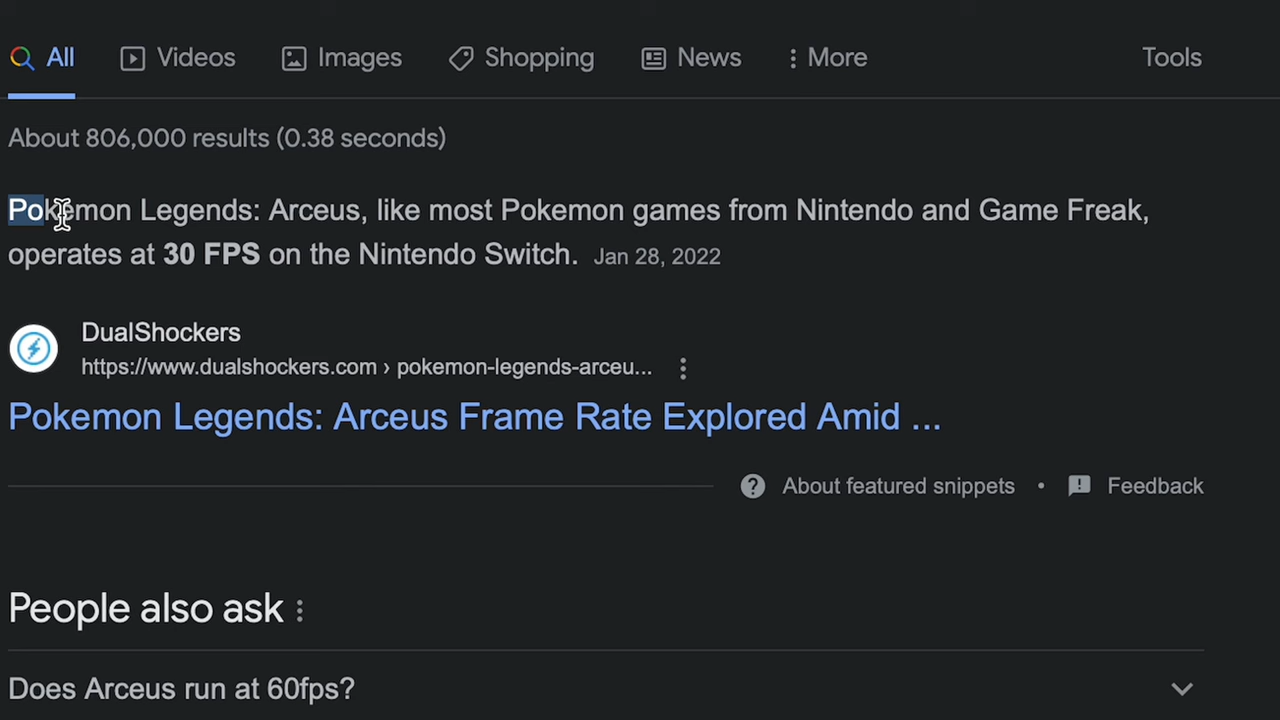 All Videos Images Shopping News More Tools
About 806,000 results (0.38 seconds)
Pokemon Legends: Arceus, like most Pokemon games from Nintendo and Game Freak,
operates at 30 FPS on the Nintendo Switch. Jan 28, 2022
DualShockers
https://www.dualshockers.com › pokemon-legends-arceu...
Pokemon Legends: Arceus Frame Rate Explored Amid ...
About featured snippets • Feedback
People also ask
Does Arceus run at 60fps?